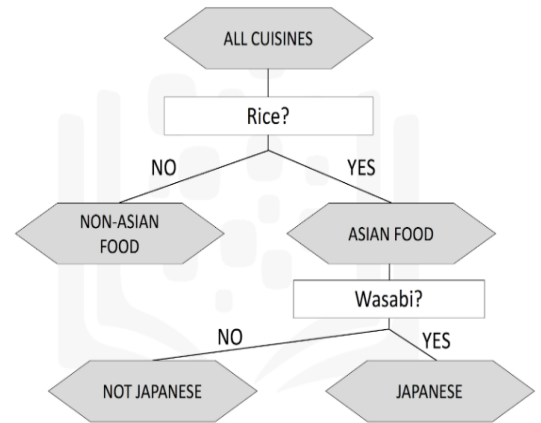 ALL CUISINES
Rice?
NO
YES
NON-ASIAN
FOOD
ASIAN FOOD
Wasabi?
NO
YES
NOT JAPANESE
JAPANESE